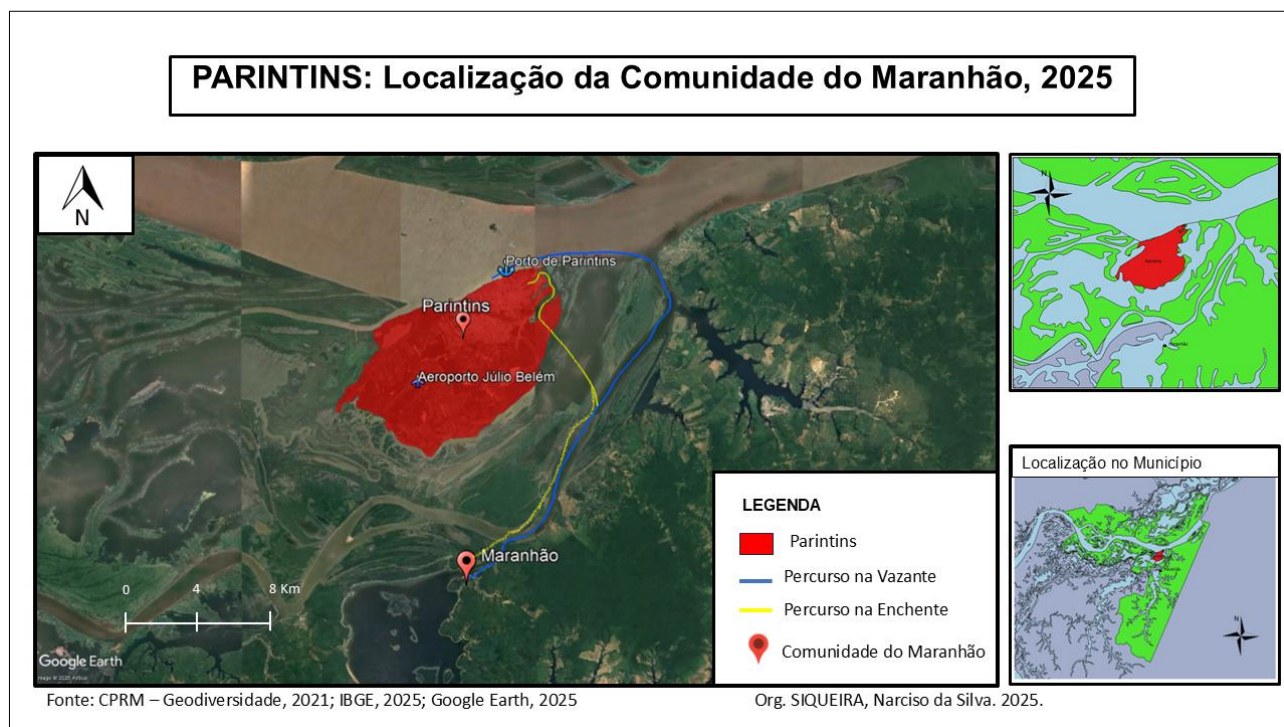 PARINTINS: Localização da Comunidade do Maranhão, 2025
N
Porto de Parintins
Parintins
Aeroporto Júlio Belém
Maranhão
0 4 8 Km
Google Earth
LEGENDA
Parintins
Percurso na Vazante
Percurso na Enchente
Comunidade do Maranhão
N
Parintins
Maranhão
Localização no Município
N
Fonte: CPRM – Geodiversidade, 2021; IBGE, 2025; Google Earth, 2025
Org. SIQUEIRA, Narciso da Silva. 2025.